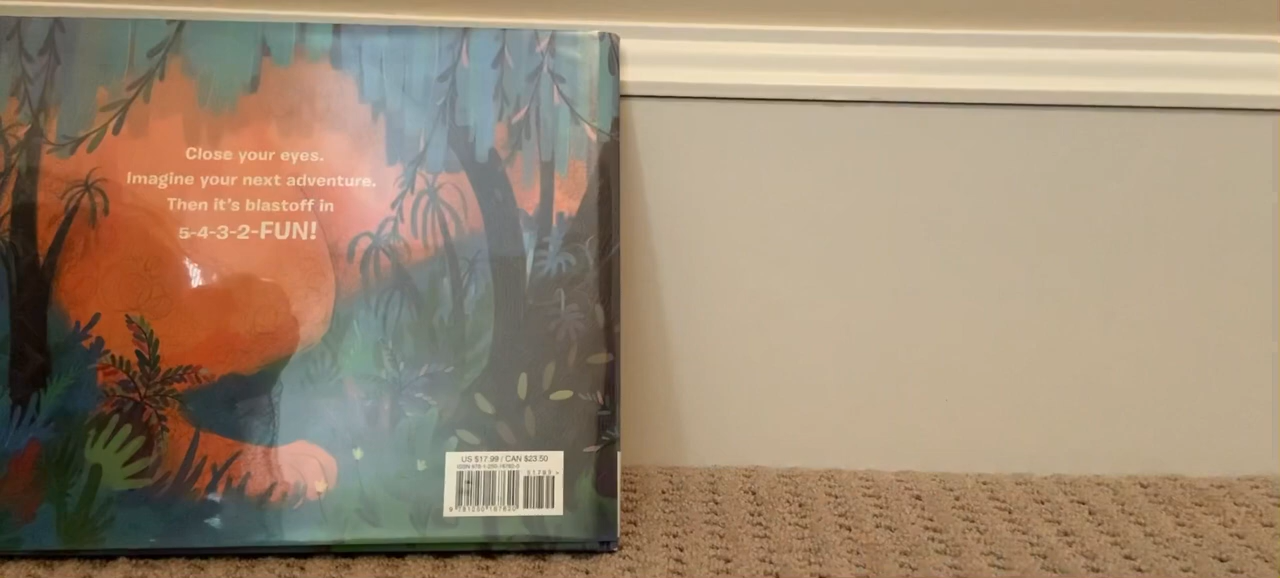 Close your eyes.
Imagine your next adventure.
Then it's blastoff in
5-4-3-2-FUN!
US $17.99 / CAN $23.50
51799